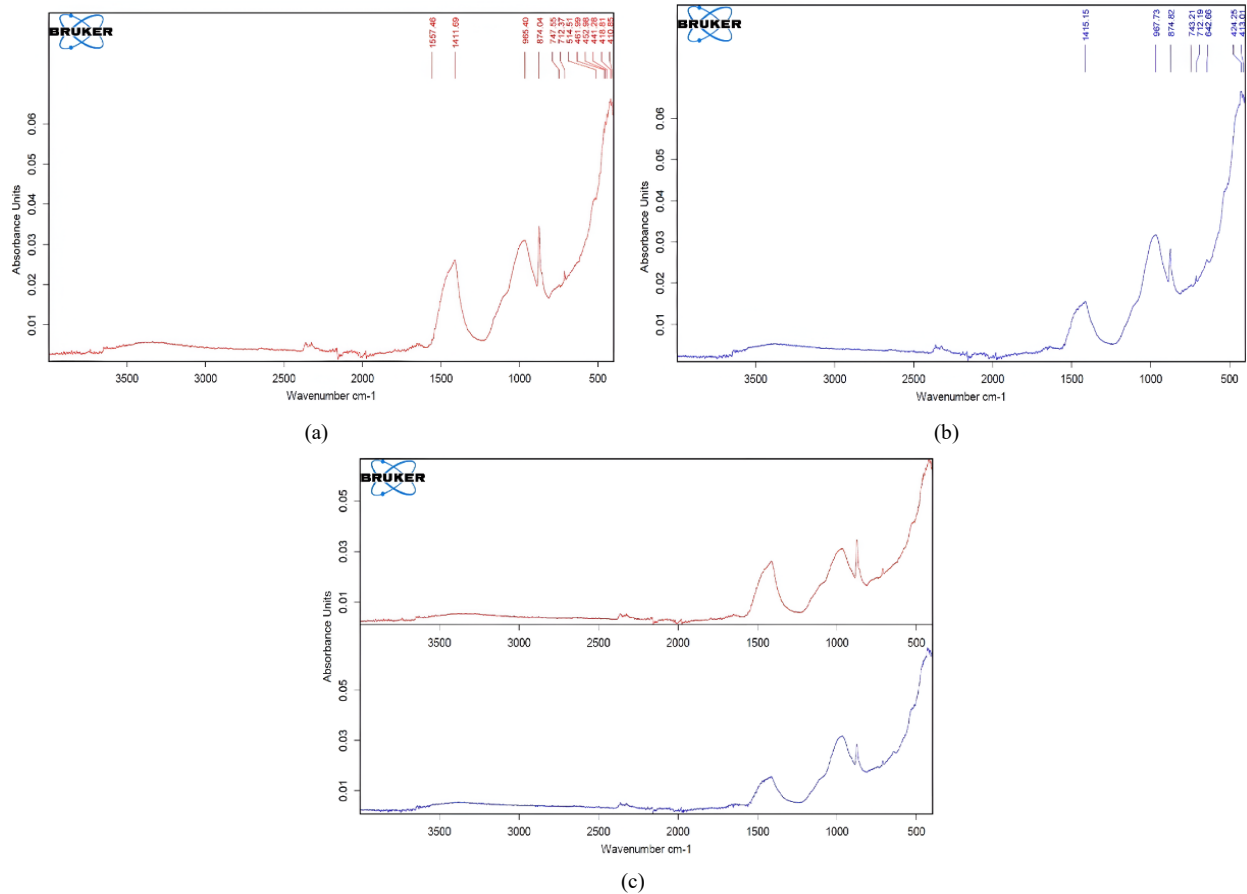 BRUKER
1557.46
1411.69
965.40
874.04
747.55
712.37
514.51
461.99
452.98
441.28
418.81
410.85
Absorbance Units
0.06
0.05
0.04
0.03
0.02
0.01
3500 3000 2500 2000 1500 1000 500
Wavenumber cm-1
(a)
BRUKER
1415.15
967.73
874.82
743.21
712.19
642.66
424.25
413.01
Absorbance Units
0.06
0.05
0.04
0.03
0.02
0.01
3500 3000 2500 2000 1500 1000 500
Wavenumber cm-1
(b)
BRUKER
Absorbance Units
0.05
0.03
0.01
3500 3000 2500 2000 1500 1000 500
Absorbance Units
0.05
0.03
0.01
3500 3000 2500 2000 1500 1000 500
Wavenumber cm-1
(c)